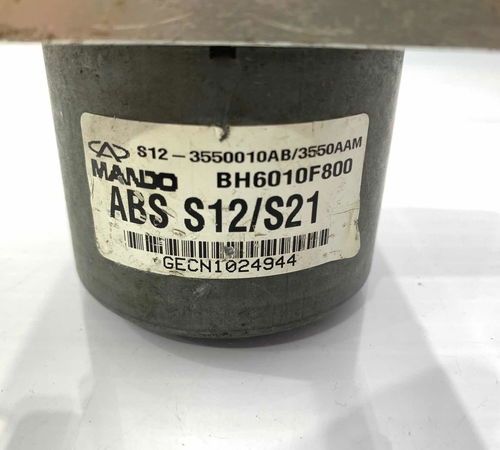 S12-3550010AB/3550AAM
MANDO BH6010F800
ABS S12/S21
GECN1024944